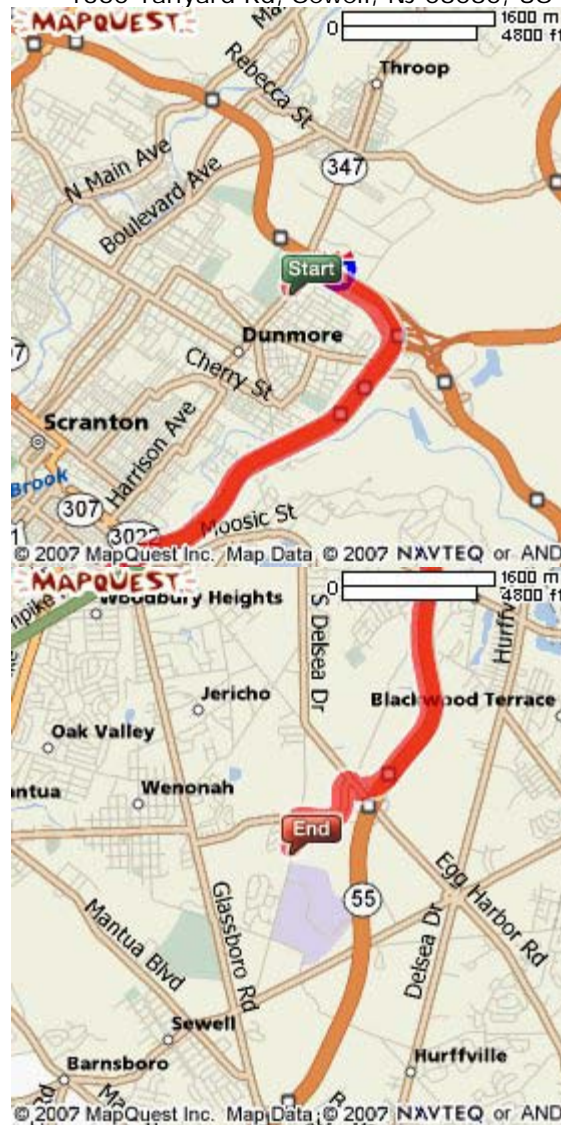 MAPQUEST
0
1600 m
4800 ft
Throop
Rebecca St
347
N Main Ave
Boulevard Ave
Start
Dunmore
Cherry St
Scranton
Harrison Ave
Brook
307
3022
Moosic St
© 2007 MapQuest Inc. Map Data © 2007 NAVTEQ or AND
MAPQUEST
0
1600 m
4800 ft
Woodbury Heights
S Delsea Dr
Jericho
Blackwood Terrace
Oak Valley
Wenonah
End
55
Egg Harbor Rd
Glassboro Rd
Delsea Dr
Mantua Blvd
Sewell
Barnsboro
Hurffville
© 2007 MapQuest Inc. Map Data © 2007 NAVTEQ or AND